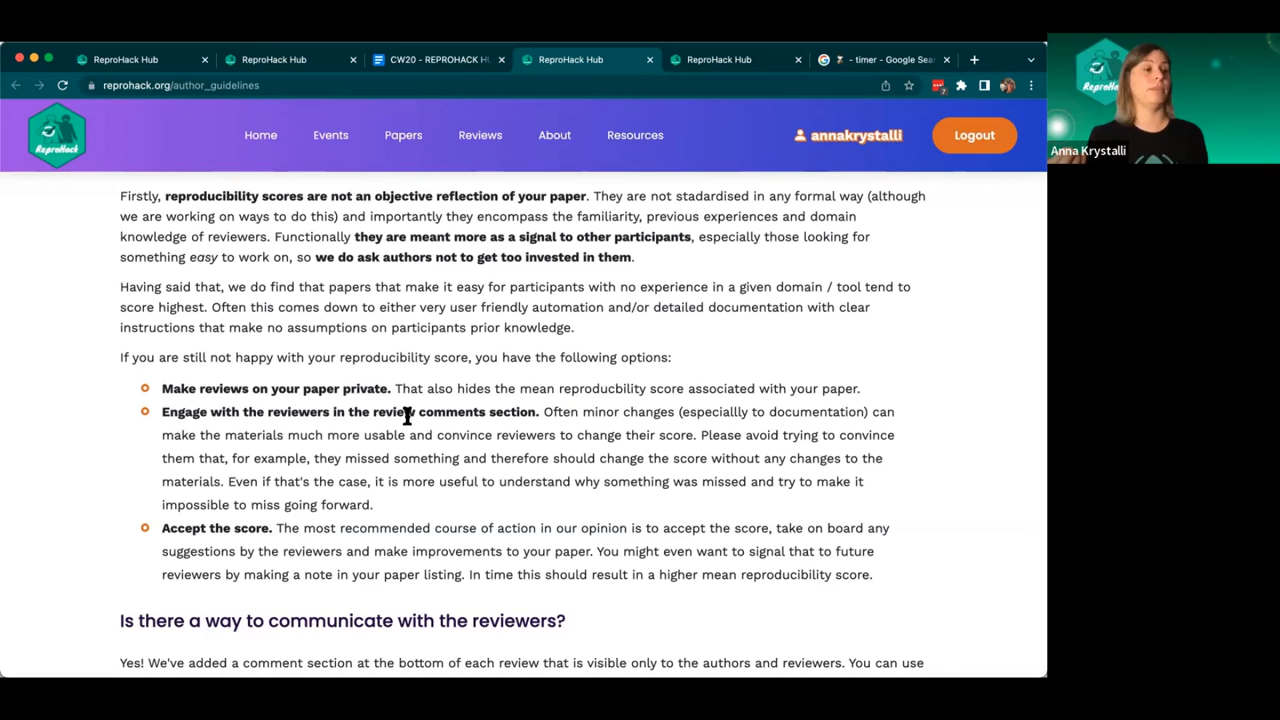 ReproHack Hub
ReproHack Hub
CW20 - REPROHACK HU
ReproHack Hub
ReproHack Hub
- timer - Google Sear
reprohack.org/author_guidelines
ReproHack
Home
Events
Papers
Reviews
About
Resources
annakrystalli
Logout
Anna Krystalli
Firstly, reproducibility scores are not an objective reflection of your paper. They are not stadardised in any formal way (although
we are working on ways to do this) and importantly they encompass the familiarity, previous experiences and domain
knowledge of reviewers. Functionally they are meant more as a signal to other participants, especially those looking for
something easy to work on, so we do ask authors not to get too invested in them.
Having said that, we do find that papers that make it easy for participants with no experience in a given domain / tool tend to
score highest. Often this comes down to either very user friendly automation and/or detailed documentation with clear
instructions that make no assumptions on participants prior knowledge.
If you are still not happy with your reproducibility score, you have the following options:
Make reviews on your paper private. That also hides the mean reproducbility score associated with your paper.
Engage with the reviewers in the review comments section. Often minor changes (especiallly to documentation) can
make the materials much more usable and convince reviewers to change their score. Please avoid trying to convince
them that, for example, they missed something and therefore should change the score without any changes to the
materials. Even if that's the case, it is more useful to understand why something was missed and try to make it
impossible to miss going forward.
Accept the score. The most recommended course of action in our opinion is to accept the score, take on board any
suggestions by the reviewers and make improvements to your paper. You might even want to signal that to future
reviewers by making a note in your paper listing. In time this should result in a higher mean reproducibility score.
Is there a way to communicate with the reviewers?
Yes! We've added a comment section at the bottom of each review that is visible only to the authors and reviewers. You can use